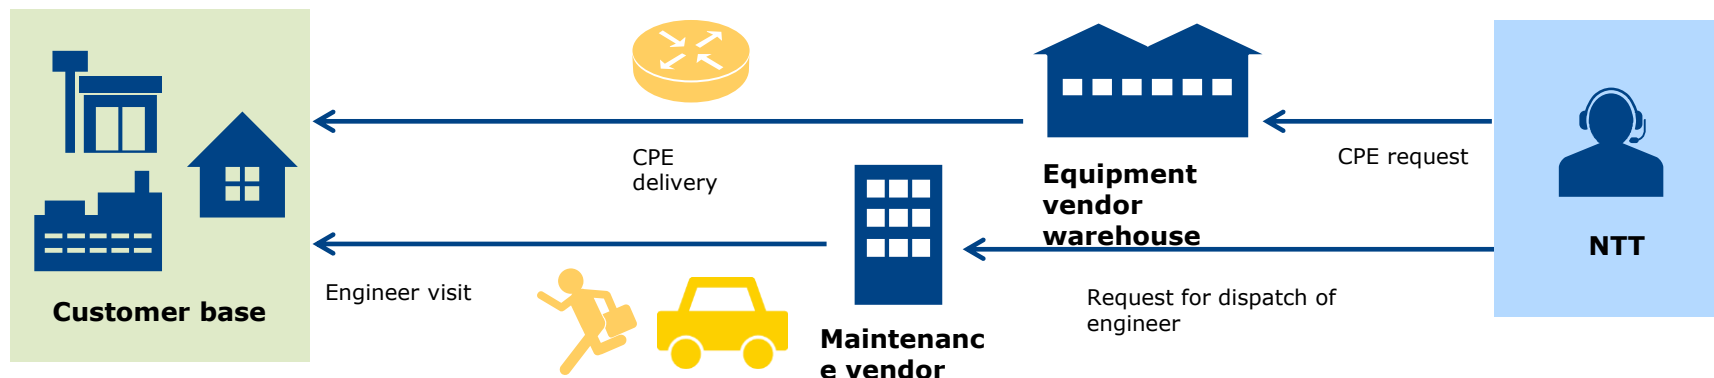 CPE
delivery
CPE request
Equipment
vendor
warehouse
NTT
Engineer visit
Customer base
Request for dispatch of
engineer
Maintenanc
e vendor